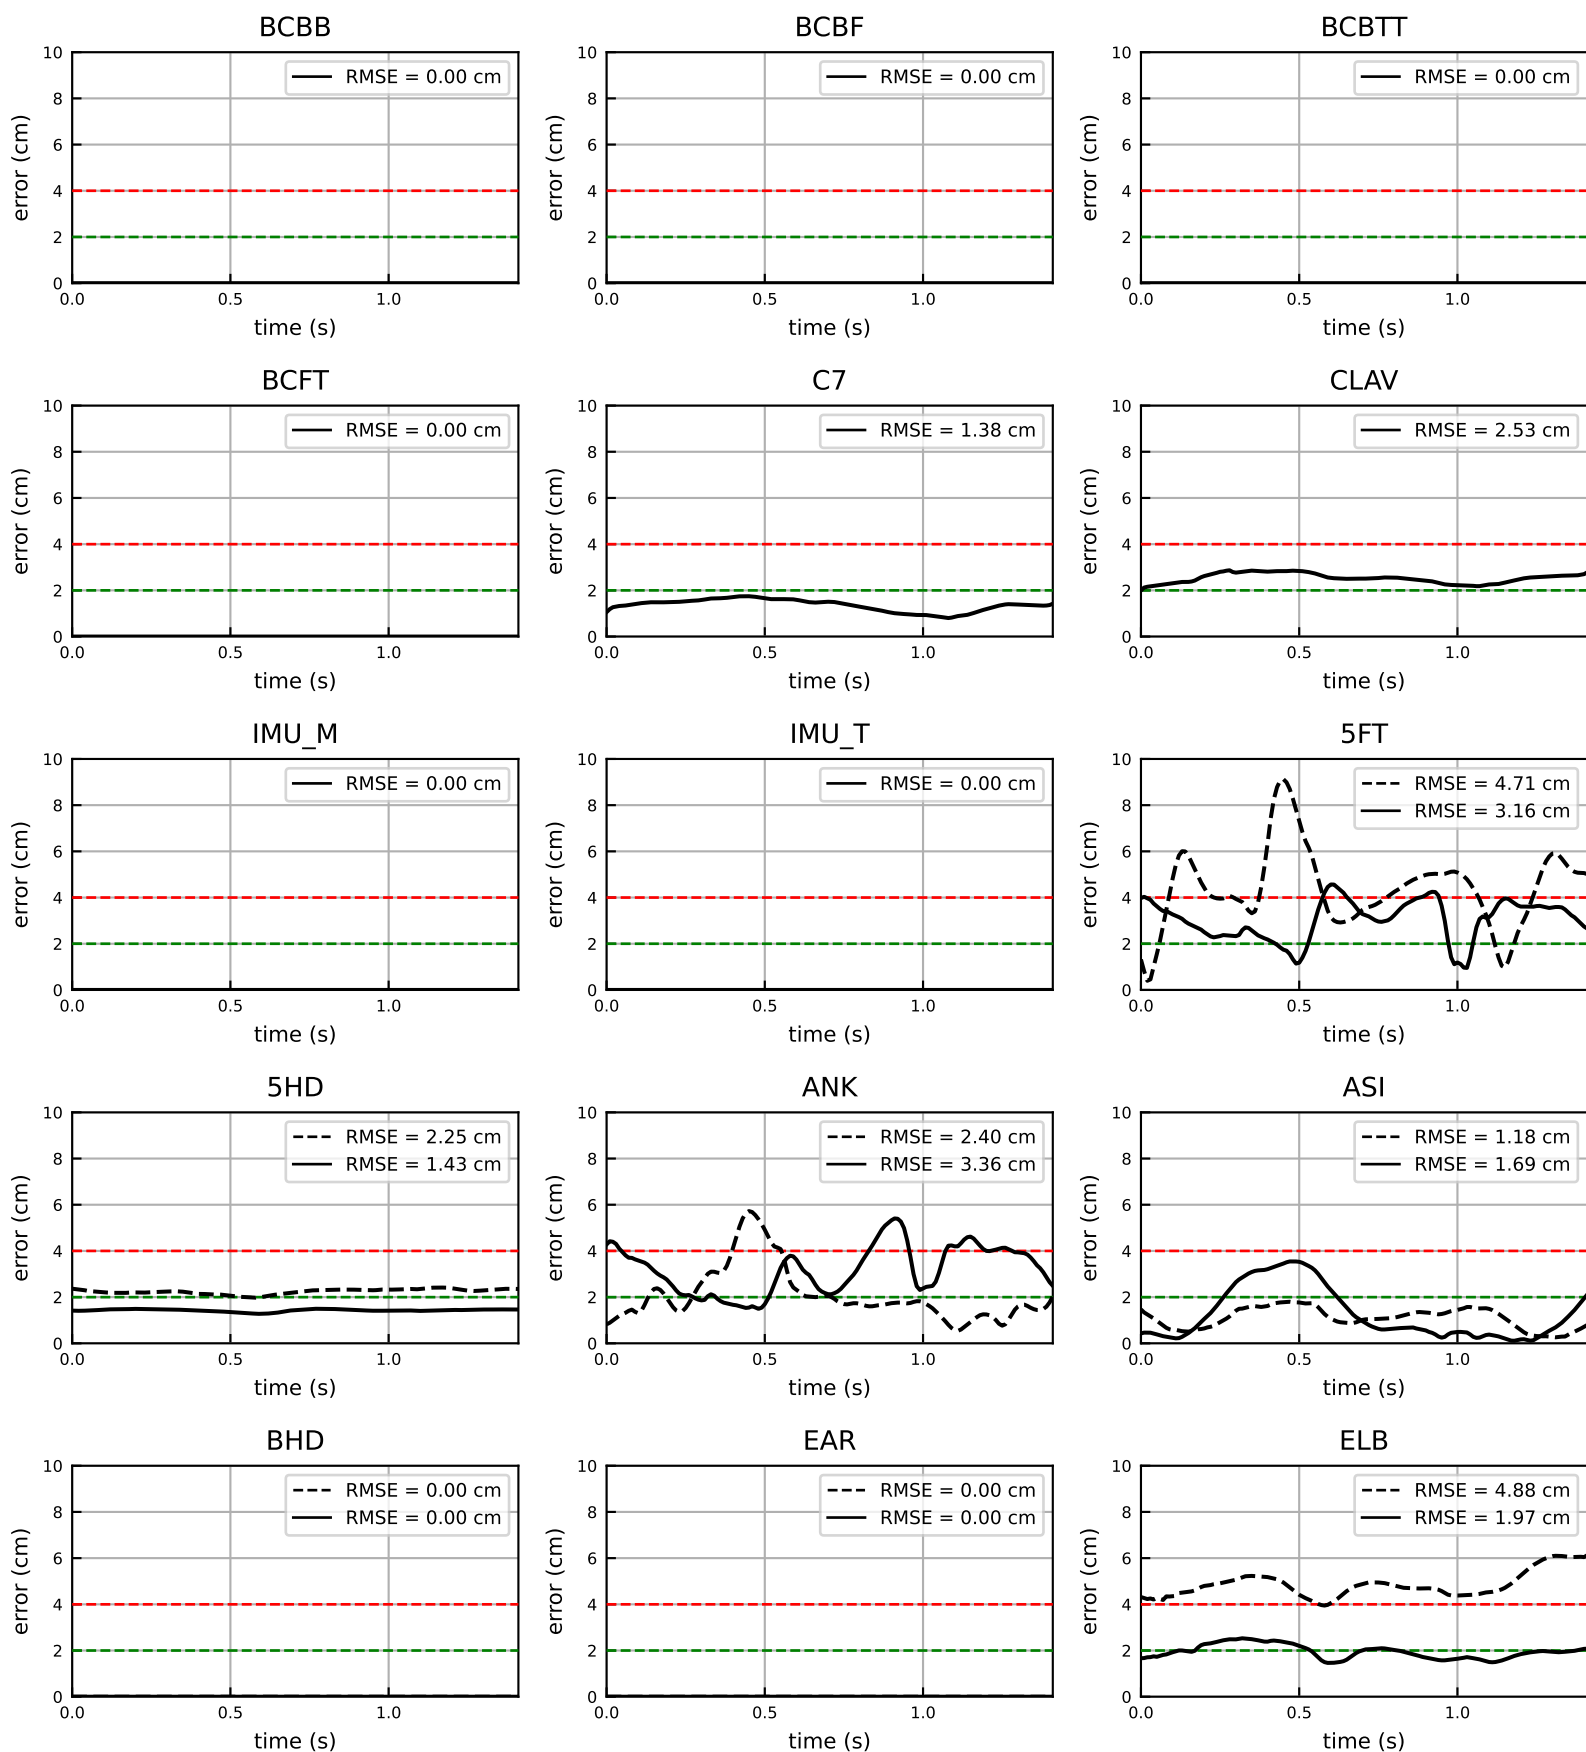 BCBB
RMSE = 0.00 cm
error (cm)
10
8
6
4
2
0
0.0 0.5 1.0
time (s)
BCBF
RMSE = 0.00 cm
error (cm)
10
8
6
4
2
0
0.0 0.5 1.0
time (s)
BCBTT
RMSE = 0.00 cm
error (cm)
10
8
6
4
2
0
0.0 0.5 1.0
time (s)
BCFT
RMSE = 0.00 cm
error (cm)
10
8
6
4
2
0
0.0 0.5 1.0
time (s)
C7
RMSE = 1.38 cm
error (cm)
10
8
6
4
2
0
0.0 0.5 1.0
time (s)
CLAV
RMSE = 2.53 cm
error (cm)
10
8
6
4
2
0
0.0 0.5 1.0
time (s)
IMU_M
RMSE = 0.00 cm
error (cm)
10
8
6
4
2
0
0.0 0.5 1.0
time (s)
IMU_T
RMSE = 0.00 cm
error (cm)
10
8
6
4
2
0
0.0 0.5 1.0
time (s)
5FT
RMSE = 4.71 cm
RMSE = 3.16 cm
error (cm)
10
8
6
4
2
0
0.0 0.5 1.0
time (s)
5HD
RMSE = 2.25 cm
RMSE = 1.43 cm
error (cm)
10
8
6
4
2
0
0.0 0.5 1.0
time (s)
ANK
RMSE = 2.40 cm
RMSE = 3.36 cm
error (cm)
10
8
6
4
2
0
0.0 0.5 1.0
time (s)
ASI
RMSE = 1.18 cm
RMSE = 1.69 cm
error (cm)
10
8
6
4
2
0
0.0 0.5 1.0
time (s)
BHD
RMSE = 0.00 cm
RMSE = 0.00 cm
error (cm)
10
8
6
4
2
0
0.0 0.5 1.0
time (s)
EAR
RMSE = 0.00 cm
RMSE = 0.00 cm
error (cm)
10
8
6
4
2
0
0.0 0.5 1.0
time (s)
ELB
RMSE = 4.88 cm
RMSE = 1.97 cm
error (cm)
10
8
6
4
2
0
0.0 0.5 1.0
time (s)